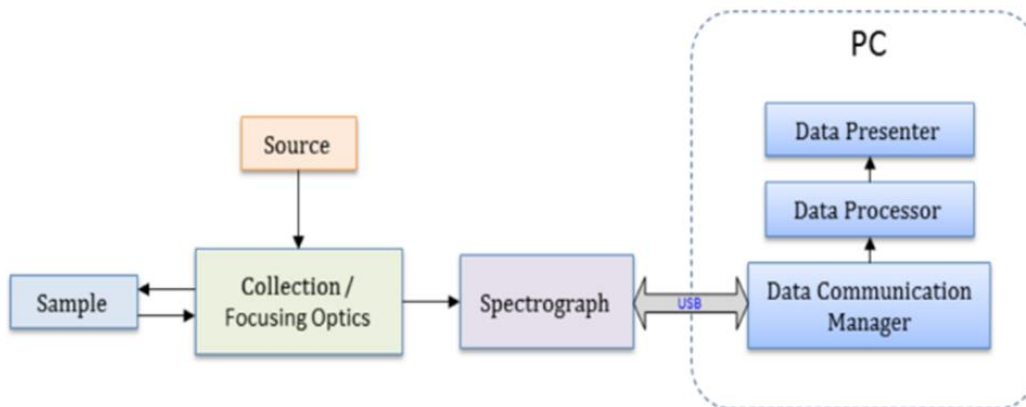 PC
Data Presenter
Source
Data Processor
Sample
Collection /
Focusing Optics
Spectrograph
USB
Data Communication
Manager